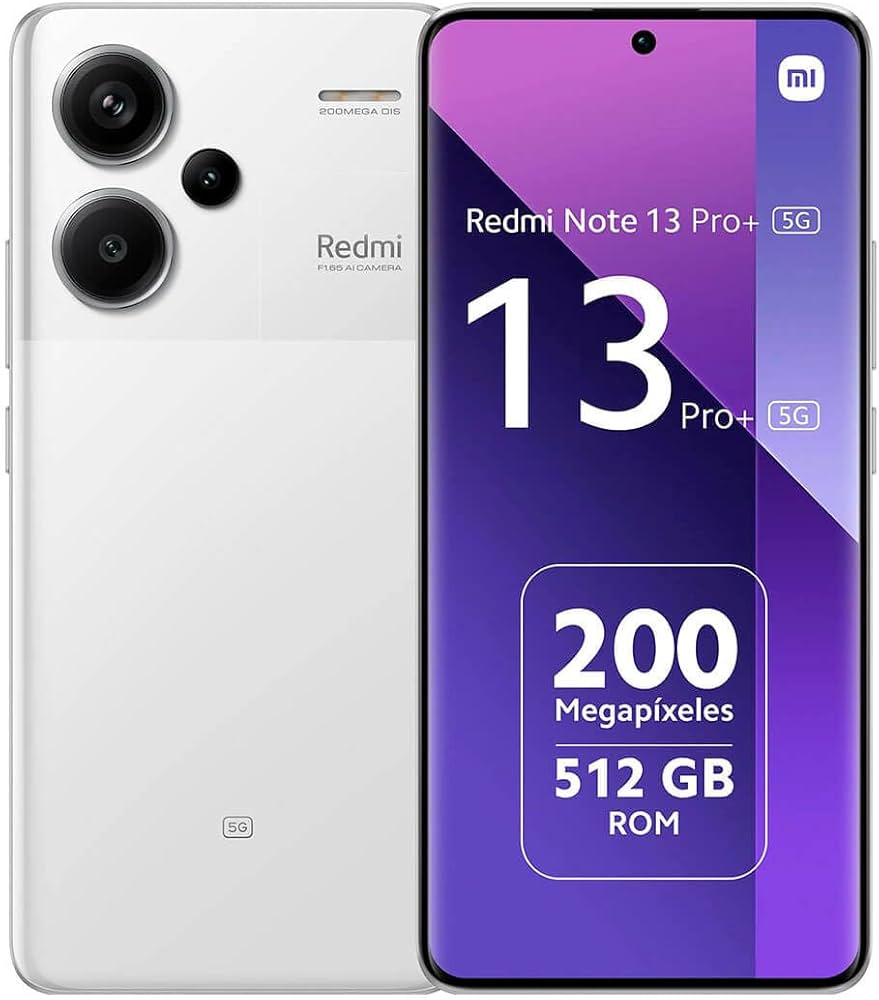 200MEGA OIS
Redmi
F1.65 AI CAMERA
5G
mi
Redmi Note 13 Pro+ 5G
13 Pro+ 5G
200
Megapíxeles
512 GB
ROM